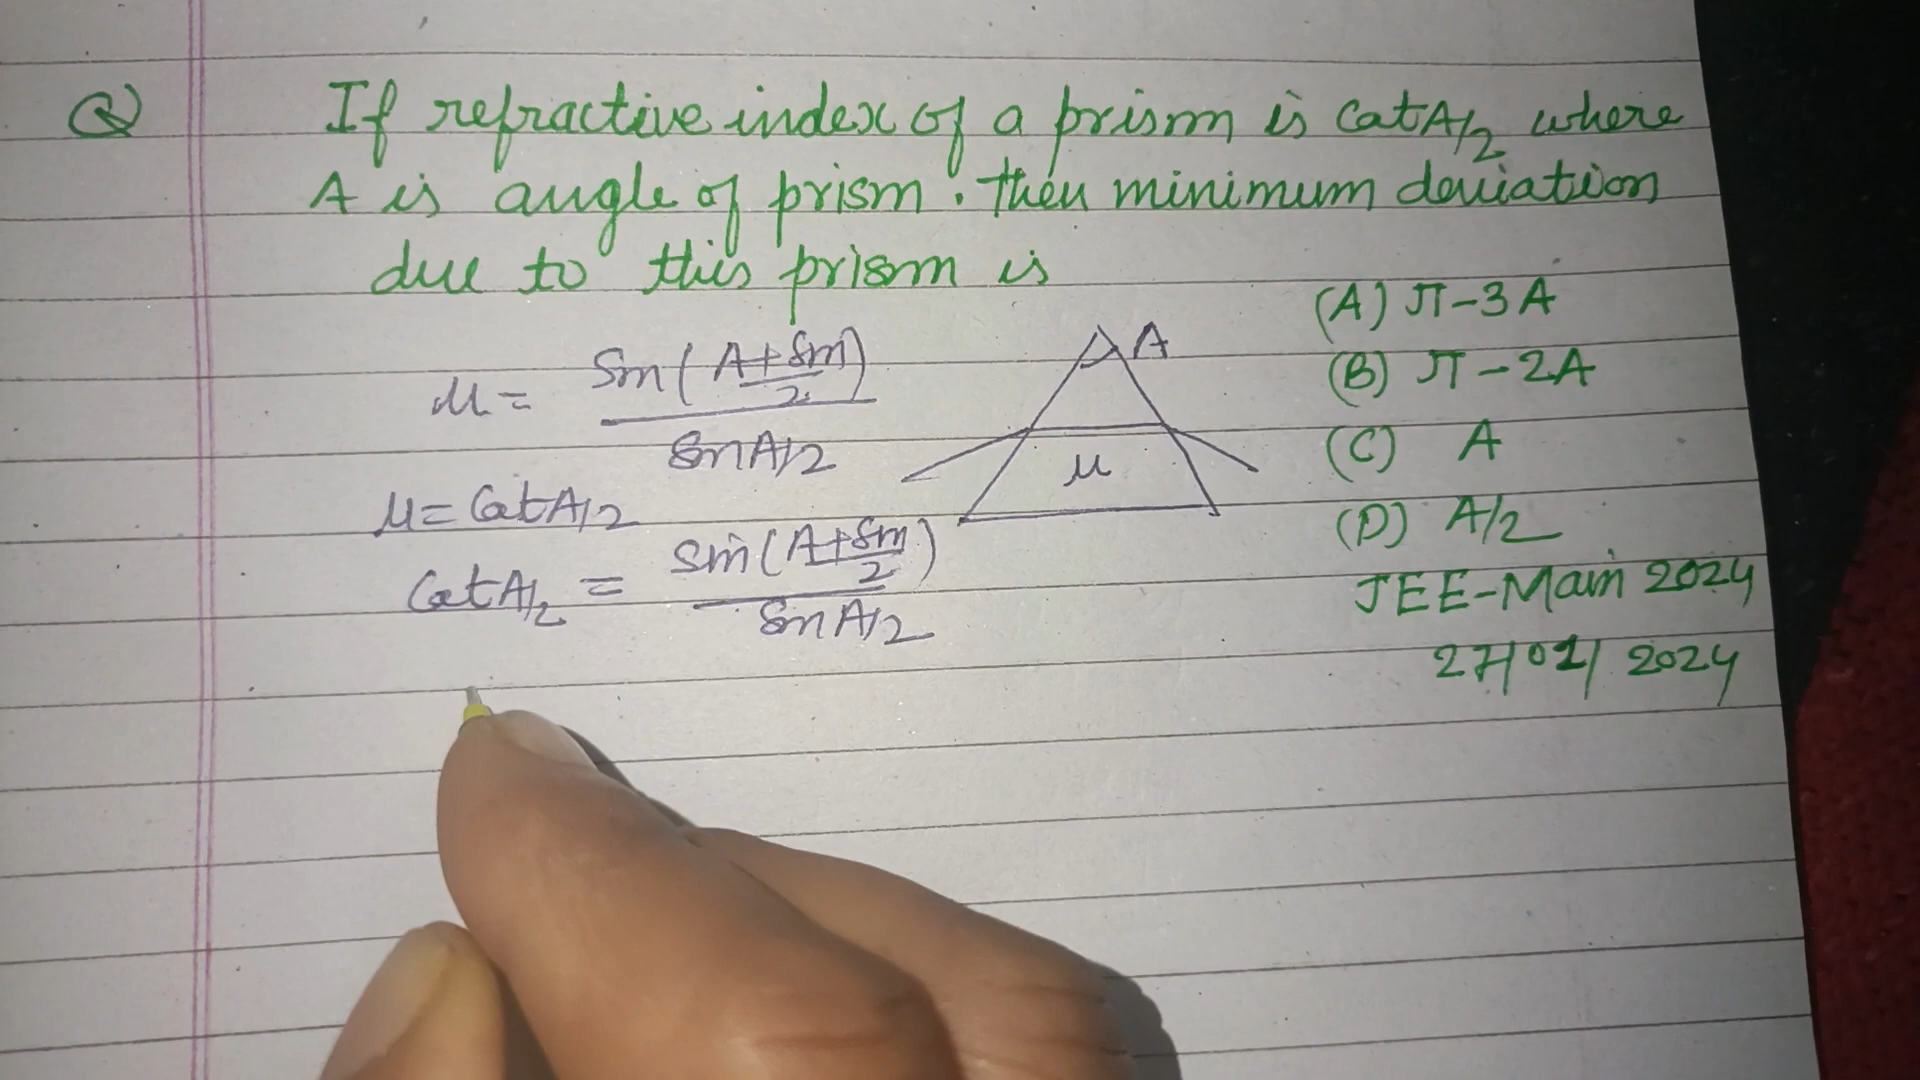 Q If refractive index of a prism is CotA/2 where
A is angle of prism. then minimum deviation
due to this prism is
(A) π-3A
(B) π-2A
(C) A
(D) A/2
JEE-Main 2024
27/01/2024
μ = Sin(A+δm/2) / SinA/2
A
μ
μ = CotA/2
CotA/2 = Sin(A+δm/2) / SinA/2